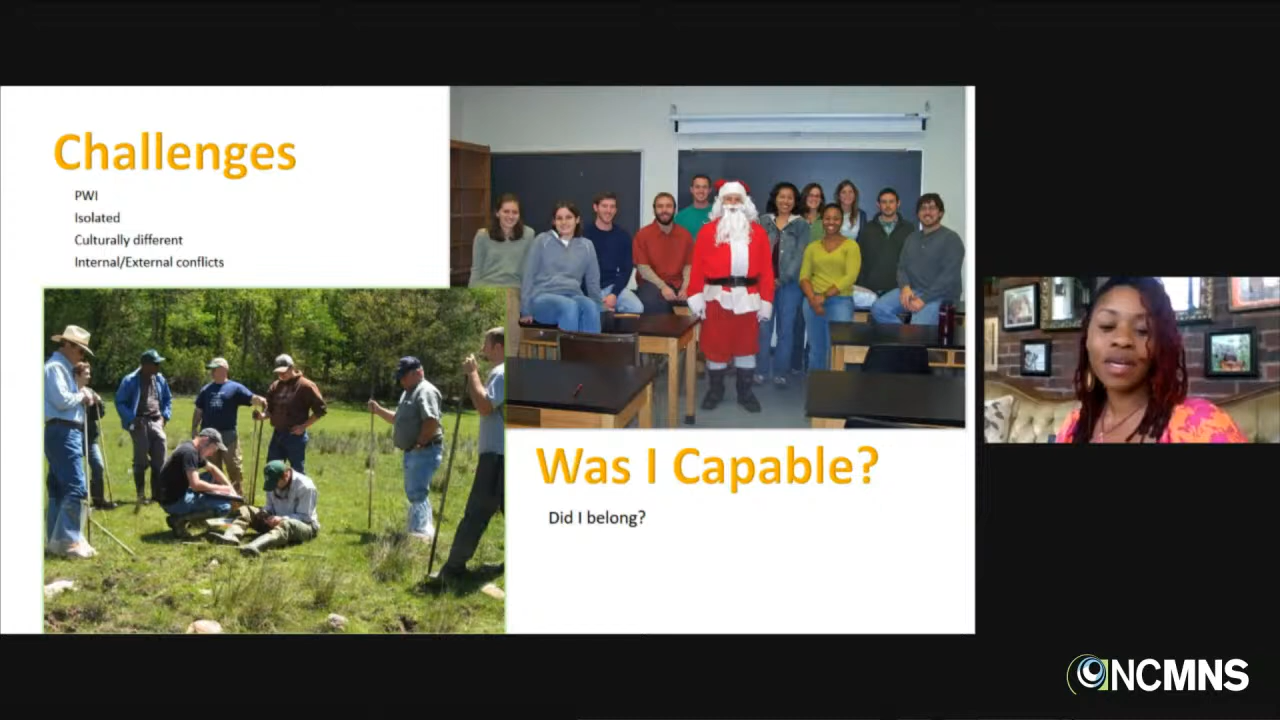 Challenges
PWI
Isolated
Culturally different
Internal/External conflicts
Was I Capable?
Did I belong?
NCMNS